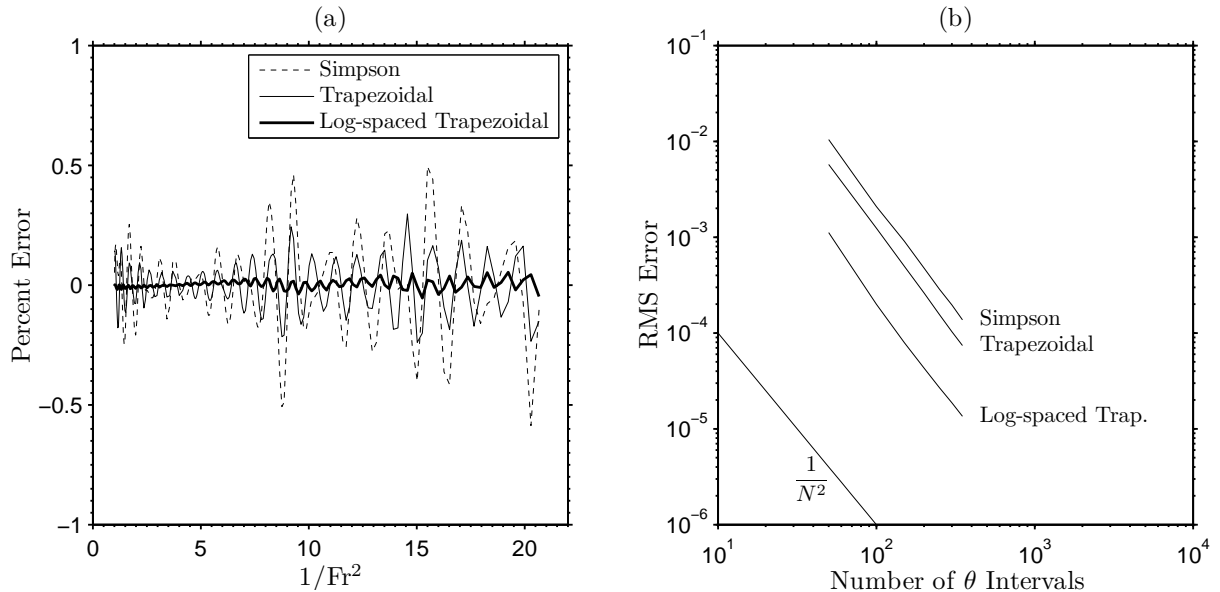 (a)
1
0.5
0
−0.5
−1
Percent Error
Simpson
Trapezoidal
Log-spaced Trapezoidal
0 5 10 15 20
1/Fr²
(b)
10⁻¹
10⁻²
10⁻³
10⁻⁴
10⁻⁵
10⁻⁶
RMS Error
Simpson
Trapezoidal
Log-spaced Trap.
1
N²
10¹ 10² 10³ 10⁴
Number of θ Intervals